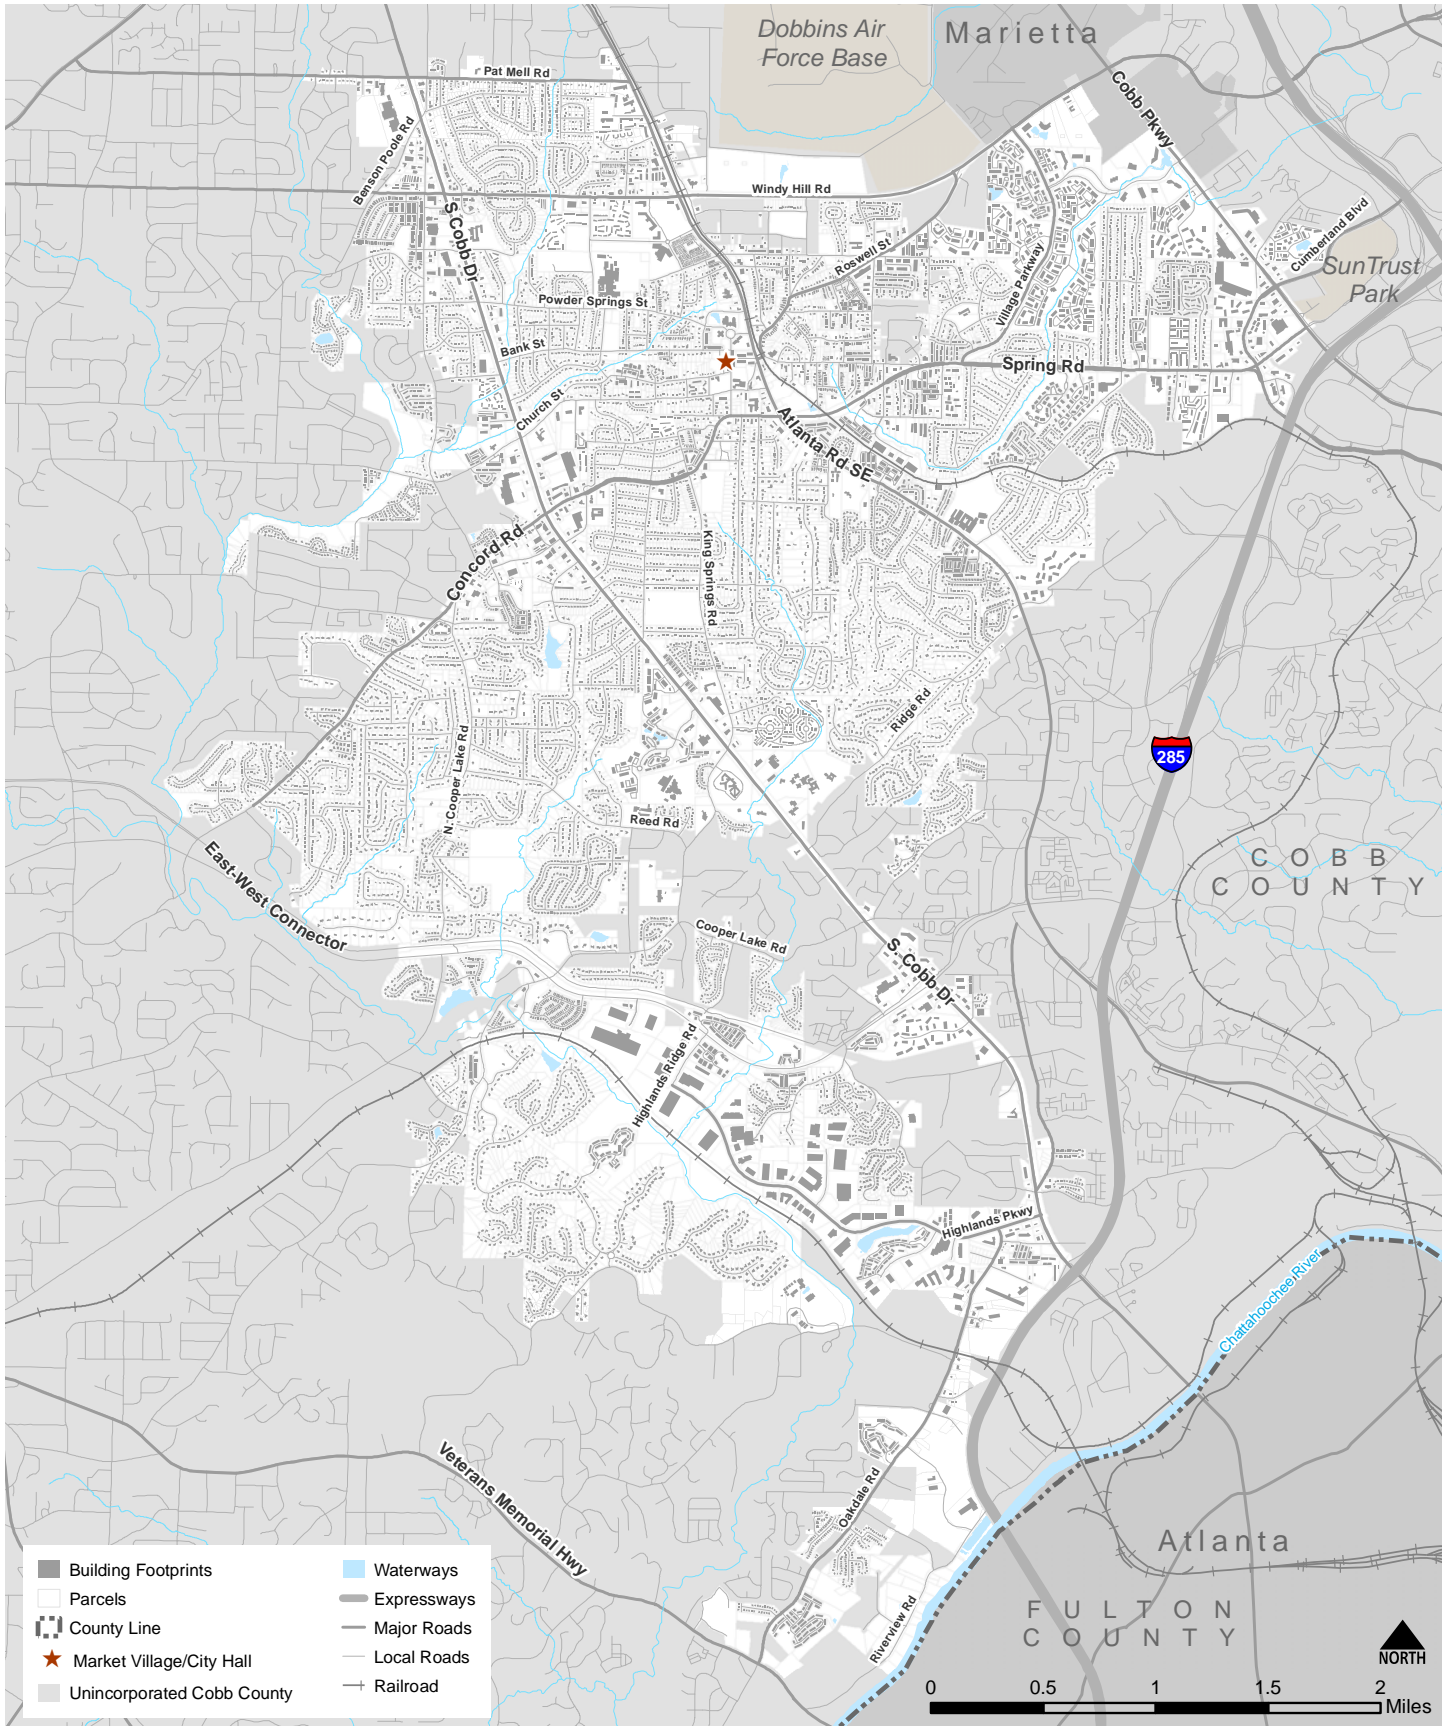 Dobbins Air
Force Base
Marietta
Pat Mell Rd
Cobb Pkwy
Benson Poole Rd
Windy Hill Rd
S Cobb Dr
Cumberland Blvd
Roswell St
SunTrust
Park
Village Parkway
Powder Springs St
Bank St
Spring Rd
Church St
Atlanta Rd SE
Concord Rd
King Springs Rd
Ridge Rd
N. Cooper Lake Rd
285
Reed Rd
COBB
COUNTY
East-West Connector
Cooper Lake Rd
S. Cobb Dr
Highlands Ridge Rd
Highlands Pkwy
Chattahoochee River
Veterans Memorial Hwy
Oakdale Rd
Atlanta
Riverview Rd
FULTON
COUNTY
Building Footprints
Parcels
County Line
Market Village/City Hall
Unincorporated Cobb County
Waterways
Expressways
Major Roads
Local Roads
Railroad
NORTH
0 0.5 1 1.5 2
Miles